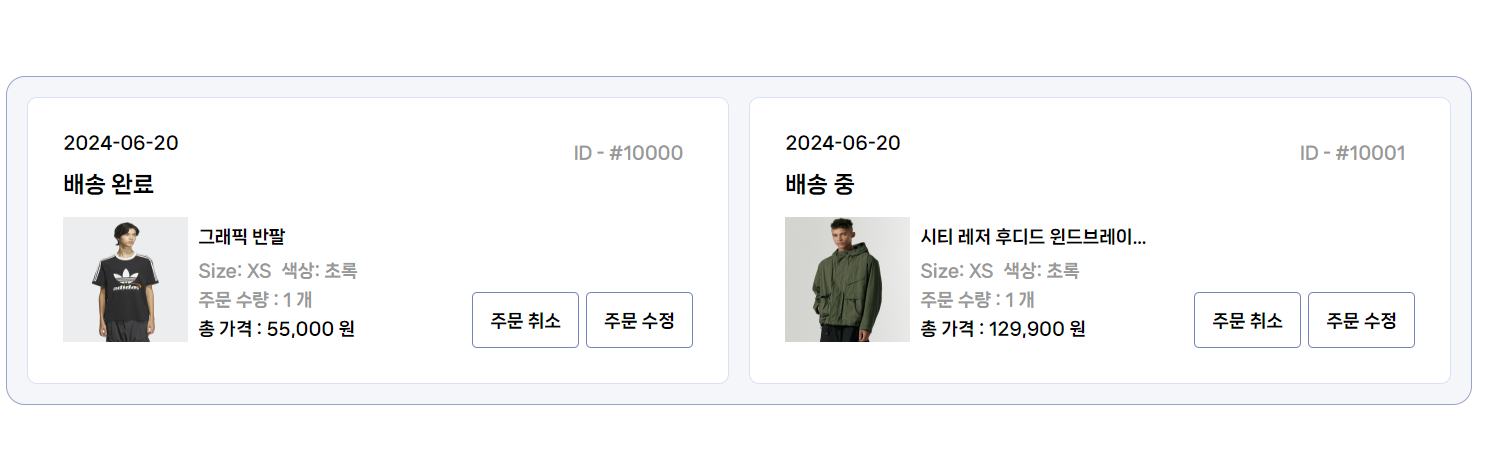 2024-06-20
ID - #10000
배송 완료
adidas
그래픽 반팔
Size: XS 색상: 초록
주문 수량 : 1 개
총 가격 : 55,000 원
주문 취소
주문 수정
2024-06-20
ID - #10001
배송 중
시티 레저 후디드 윈드브레이...
Size: XS 색상: 초록
주문 수량 : 1 개
총 가격 : 129,900 원
주문 취소
주문 수정